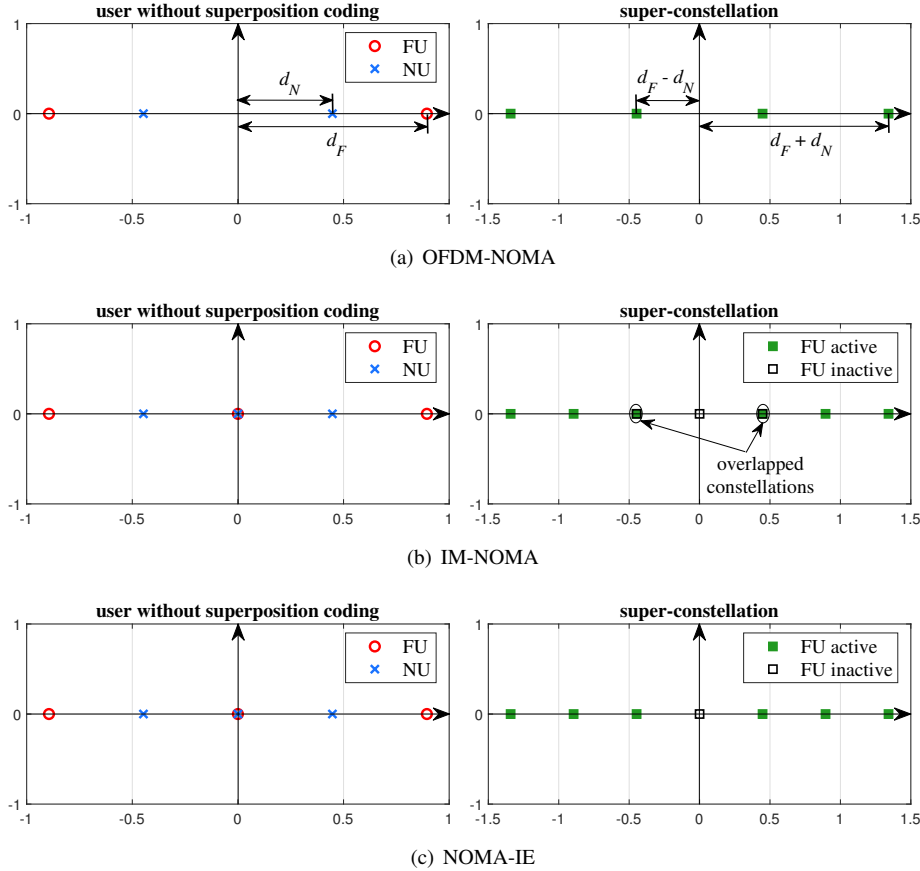 user without superposition coding
super-constellation
1
0
-1
FU
NU
d_N
d_F
-1
-0.5
0
0.5
1
1
0
-1
d_F - d_N
d_F + d_N
-1.5
-1
-0.5
0
0.5
1
1.5
(a) OFDM-NOMA
user without superposition coding
super-constellation
1
0
-1
FU
NU
-1
-0.5
0
0.5
1
1
0
-1
FU active
FU inactive
overlapped
constellations
-1.5
-1
-0.5
0
0.5
1
1.5
(b) IM-NOMA
user without superposition coding
super-constellation
1
0
-1
FU
NU
-1
-0.5
0
0.5
1
1
0
-1
FU active
FU inactive
-1.5
-1
-0.5
0
0.5
1
1.5
(c) NOMA-IE